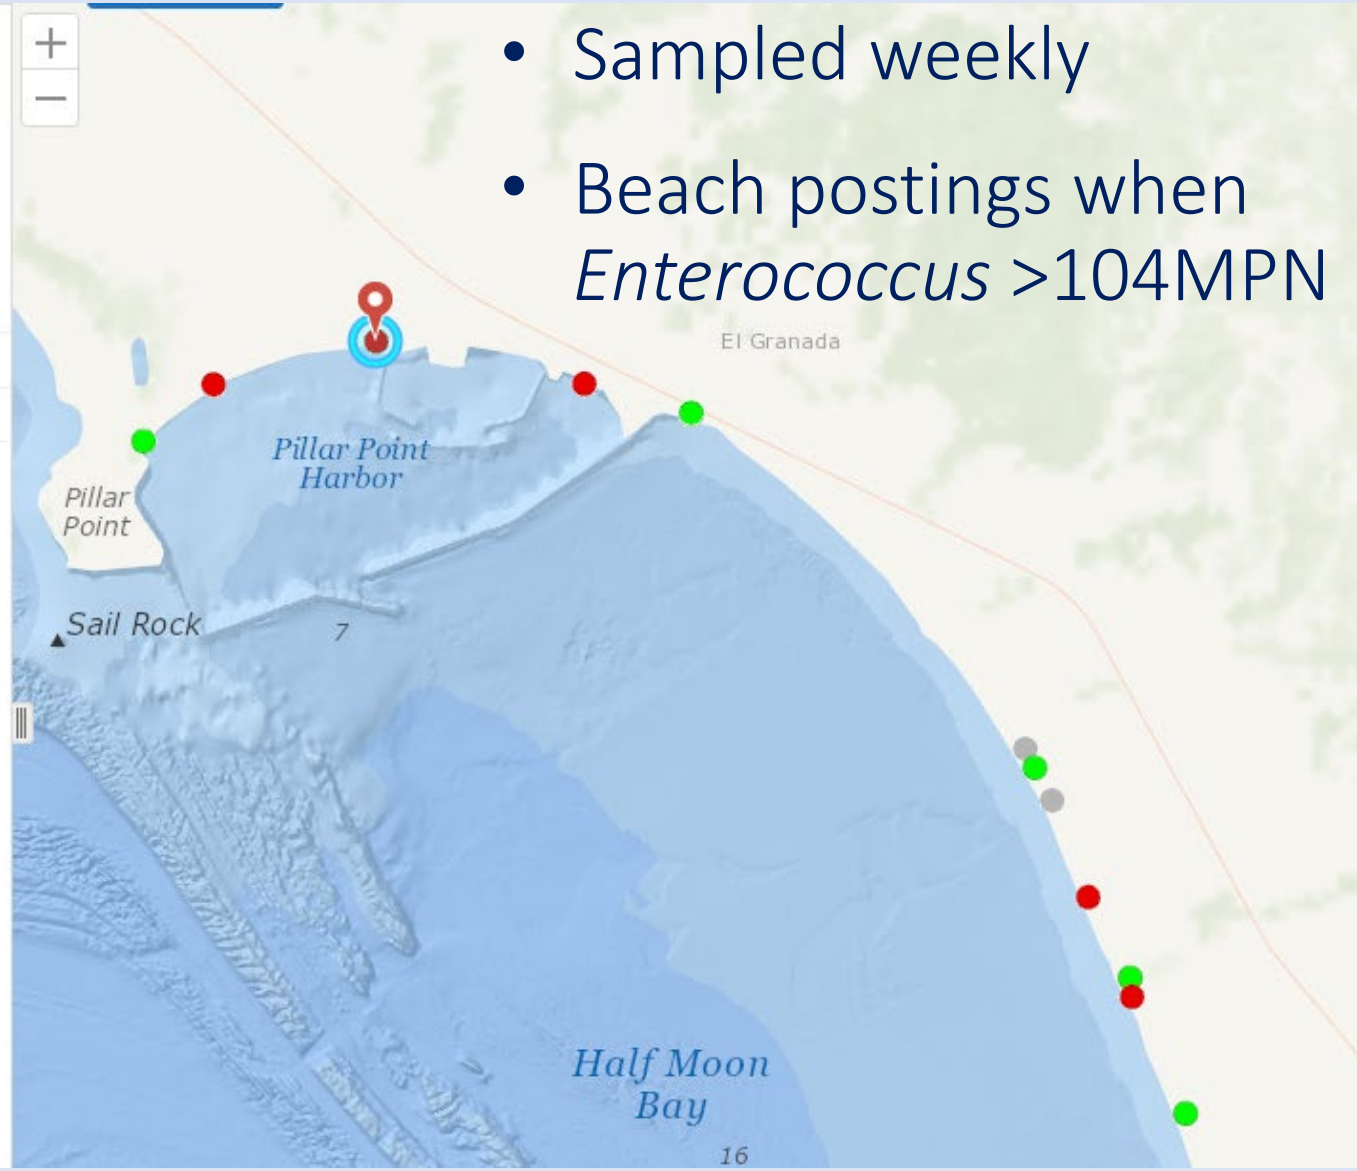 • Sampled weekly
• Beach postings when
Enterococcus >104MPN
El Granada
Pillar Point
Harbor
Pillar
Point
Sail Rock
7
Half Moon
Bay
16